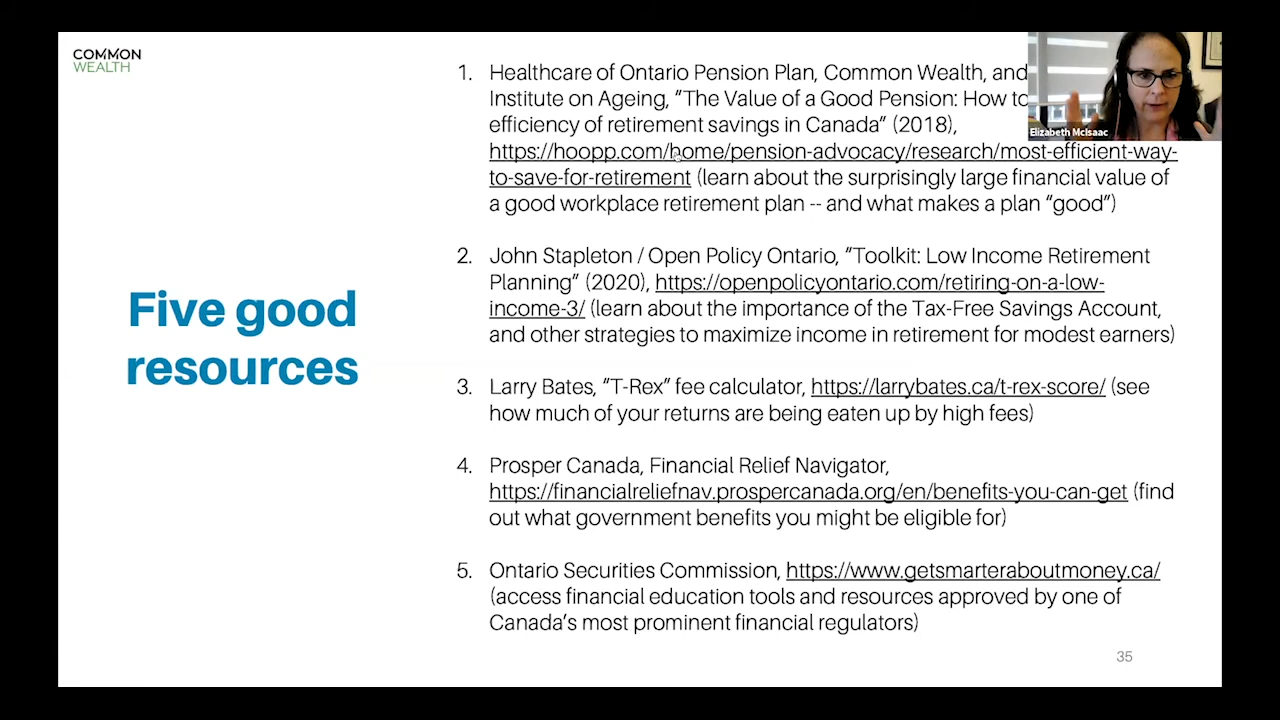 COMMON
WEALTH
Five good
resources
1. Healthcare of Ontario Pension Plan, Common Wealth, and
Institute on Ageing, “The Value of a Good Pension: How to
efficiency of retirement savings in Canada” (2018),
https://hoopp.com/home/pension-advocacy/research/most-efficient-way-
to-save-for-retirement (learn about the surprisingly large financial value of
a good workplace retirement plan -- and what makes a plan “good”)
2. John Stapleton / Open Policy Ontario, “Toolkit: Low Income Retirement
Planning” (2020), https://openpolicyontario.com/retiring-on-a-low-
income-3/ (learn about the importance of the Tax-Free Savings Account,
and other strategies to maximize income in retirement for modest earners)
3. Larry Bates, “T-Rex” fee calculator, https://larrybates.ca/t-rex-score/ (see
how much of your returns are being eaten up by high fees)
4. Prosper Canada, Financial Relief Navigator,
https://financialreliefnav.prospercanada.org/en/benefits-you-can-get (find
out what government benefits you might be eligible for)
5. Ontario Securities Commission, https://www.getsmarteraboutmoney.ca/
(access financial education tools and resources approved by one of
Canada’s most prominent financial regulators)
35
Elizabeth McIsaac